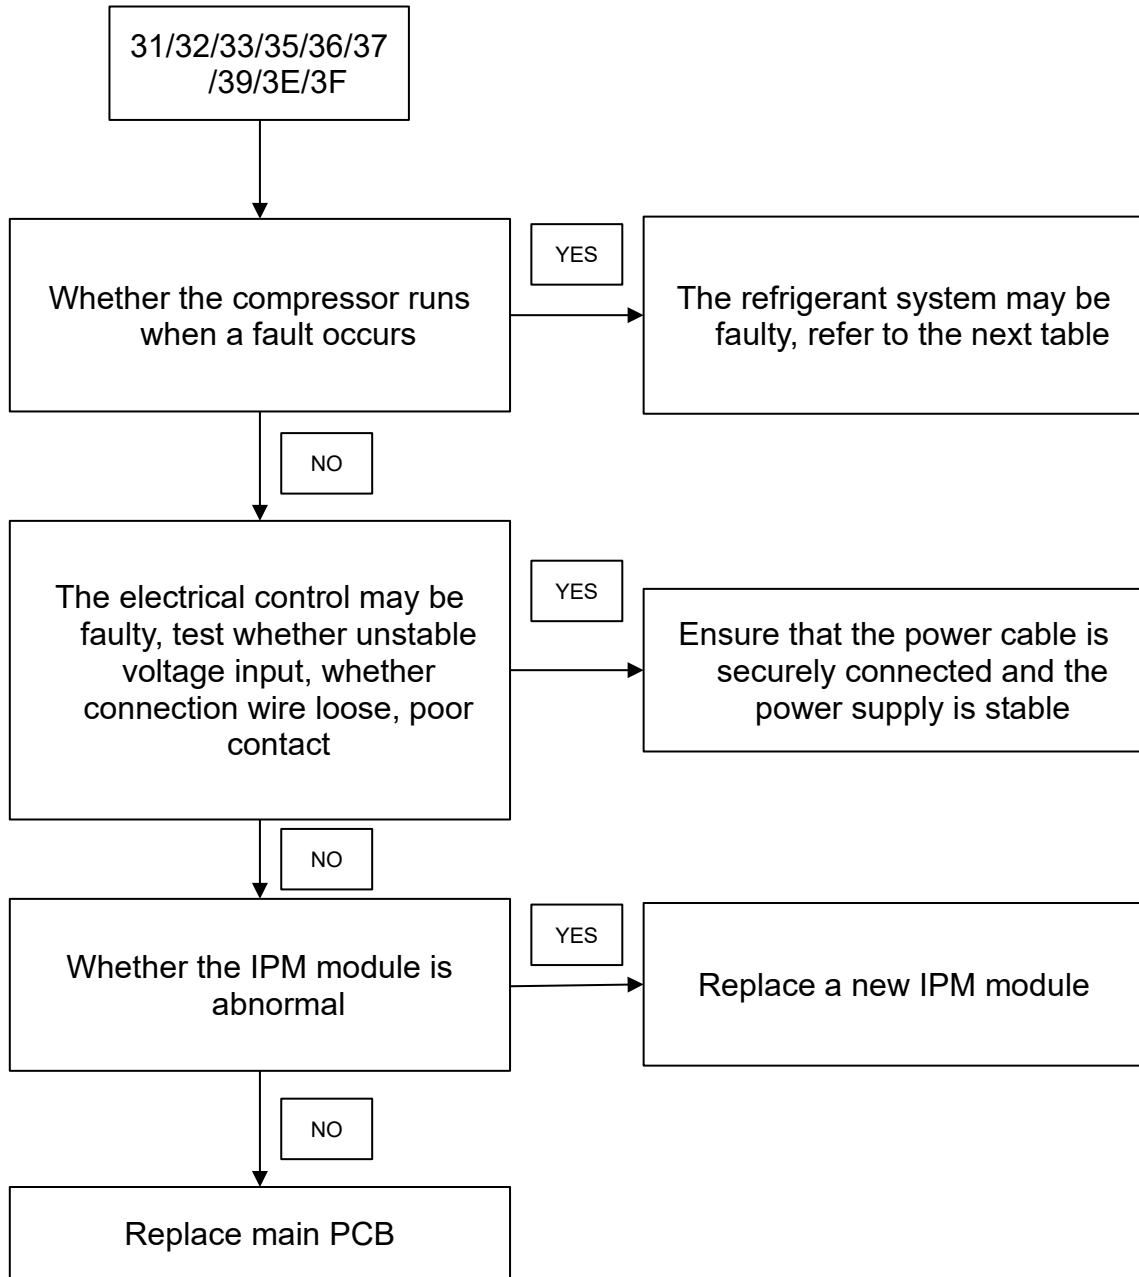 31/32/33/35/36/37
/39/3E/3F
Whether the compressor runs
when a fault occurs
YES
The refrigerant system may be
faulty, refer to the next table
NO
The electrical control may be
faulty, test whether unstable
voltage input, whether
connection wire loose, poor
contact
YES
Ensure that the power cable is
securely connected and the
power supply is stable
NO
Whether the IPM module is
abnormal
YES
Replace a new IPM module
NO
Replace main PCB